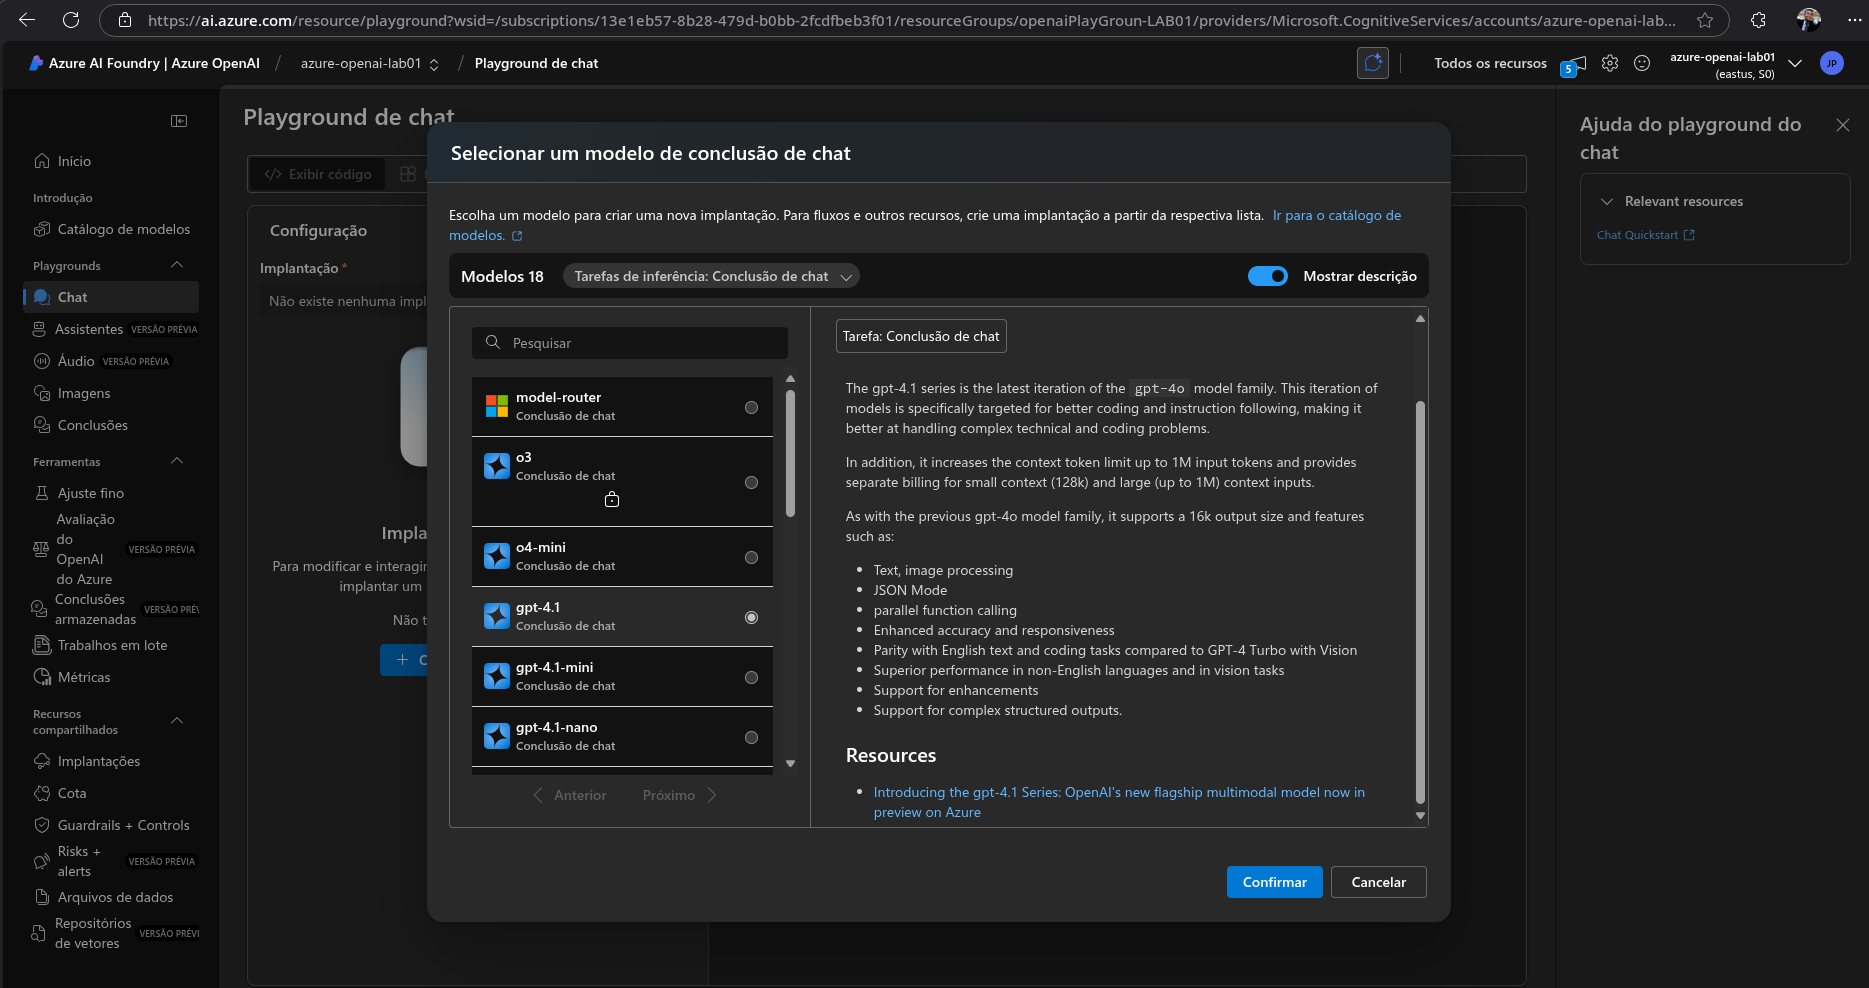 https://ai.azure.com/resource/playground?wsid=/subscriptions/13e1eb57-8b28-479d-b0bb-2fcdfbeb3f01/resourceGroups/openaiPlayGroun-LAB01/providers/Microsoft.CognitiveServices/accounts/azure-openai-lab...
Azure AI Foundry | Azure OpenAI / azure-openai-lab01 / Playground de chat
Todos os recursos
5
azure-openai-lab01
(eastus, S0)
JP
Início
Introdução
Catálogo de modelos
Playgrounds
Chat
Assistentes VERSÃO PRÉVIA
Áudio VERSÃO PRÉVIA
Imagens
Conclusões
Ferramentas
Ajuste fino
Avaliação
do
OpenAI
do Azure
VERSÃO PRÉVIA
Conclusões
armazenadas
VERSÃO PRÉV
Trabalhos em lote
Métricas
Recursos
compartilhados
Implantações
Cota
Guardrails + Controls
Risks +
alerts
VERSÃO PRÉVIA
Arquivos de dados
Repositórios
de vetores
VERSÃO PRÉVI
Playground de chat
Exibir código
Configuração
Implantação *
Não existe nenhuma impl
Impla
Para modificar e interagir
implantar um
Não t
+ C
Selecionar um modelo de conclusão de chat
Escolha um modelo para criar uma nova implantação. Para fluxos e outros recursos, crie uma implantação a partir da respectiva lista. Ir para o catálogo de
modelos.
Modelos 18
Tarefas de inferência: Conclusão de chat
Mostrar descrição
Pesquisar
model-router
Conclusão de chat
o3
Conclusão de chat
o4-mini
Conclusão de chat
gpt-4.1
Conclusão de chat
gpt-4.1-mini
Conclusão de chat
gpt-4.1-nano
Conclusão de chat
Anterior
Próximo
Tarefa: Conclusão de chat
The gpt-4.1 series is the latest iteration of the gpt-4o model family. This iteration of
models is specifically targeted for better coding and instruction following, making it
better at handling complex technical and coding problems.
In addition, it increases the context token limit up to 1M input tokens and provides
separate billing for small context (128k) and large (up to 1M) context inputs.
As with the previous gpt-4o model family, it supports a 16k output size and features
such as:
• Text, image processing
• JSON Mode
• parallel function calling
• Enhanced accuracy and responsiveness
• Parity with English text and coding tasks compared to GPT-4 Turbo with Vision
• Superior performance in non-English languages and in vision tasks
• Support for enhancements
• Support for complex structured outputs.
Resources
• Introducing the gpt-4.1 Series: OpenAI's new flagship multimodal model now in
preview on Azure
Confirmar
Cancelar
Ajuda do playground do
chat
Relevant resources
Chat Quickstart